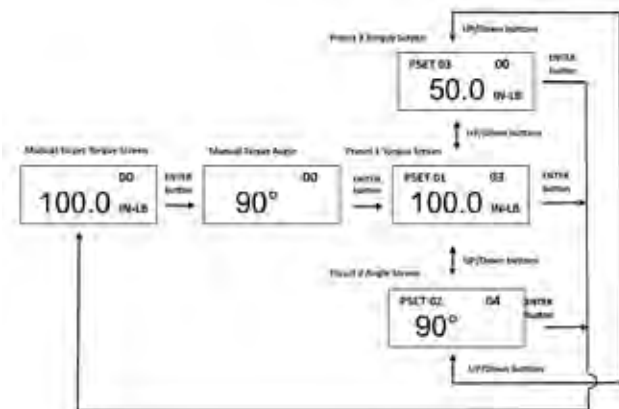 UP/Down buttons
Preset 3 Torque Screen
PSET 03 00
50.0 IN-LB
ENTER button
UP/Down buttons
Manual Target Torque Screen
Manual Target Angle
Preset 1 Torque Screen
00
100.0 IN-LB
ENTER button
00
90°
ENTER button
PSET 01 03
100.0 IN-LB
ENTER button
UP/Down buttons
Preset 2 Angle Screen
PSET 02 04
90°
ENTER button
UP/Down buttons